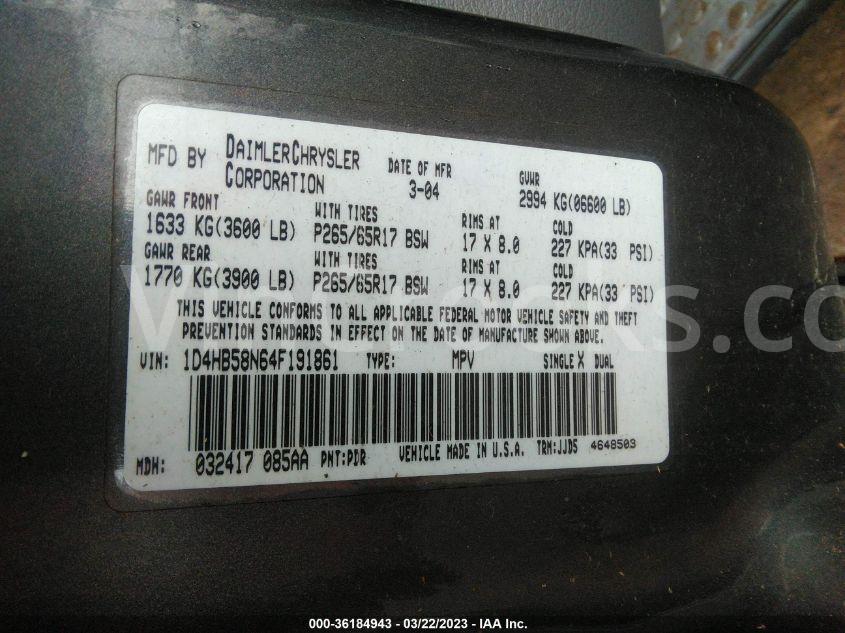 MFD BY DAIMLERCHRYSLER CORPORATION DATE OF MFR 3-04 GVWR 2994 KG(06600 LB)
GAWR FRONT WITH TIRES RIMS AT COLD
1633 KG(3600 LB) P265/65R17 BSW 17 X 8.0 227 KPA(33 PSI)
GAWR REAR WITH TIRES RIMS AT COLD
1770 KG(3900 LB) P265/65R17 BSW 17 X 8.0 227 KPA(33 PSI)
THIS VEHICLE CONFORMS TO ALL APPLICABLE FEDERAL MOTOR VEHICLE SAFETY AND THEFT
PREVENTION STANDARDS IN EFFECT ON THE DATE OF MANUFACTURE SHOWN ABOVE.
VIN: 1D4HB58N64F191861 TYPE: MPV SINGLE X DUAL
MDH: 032417 085AA PNT:PDR VEHICLE MADE IN U.S.A. TRM:JJD5 4648503
000-36184943 - 03/22/2023 - IAA Inc.